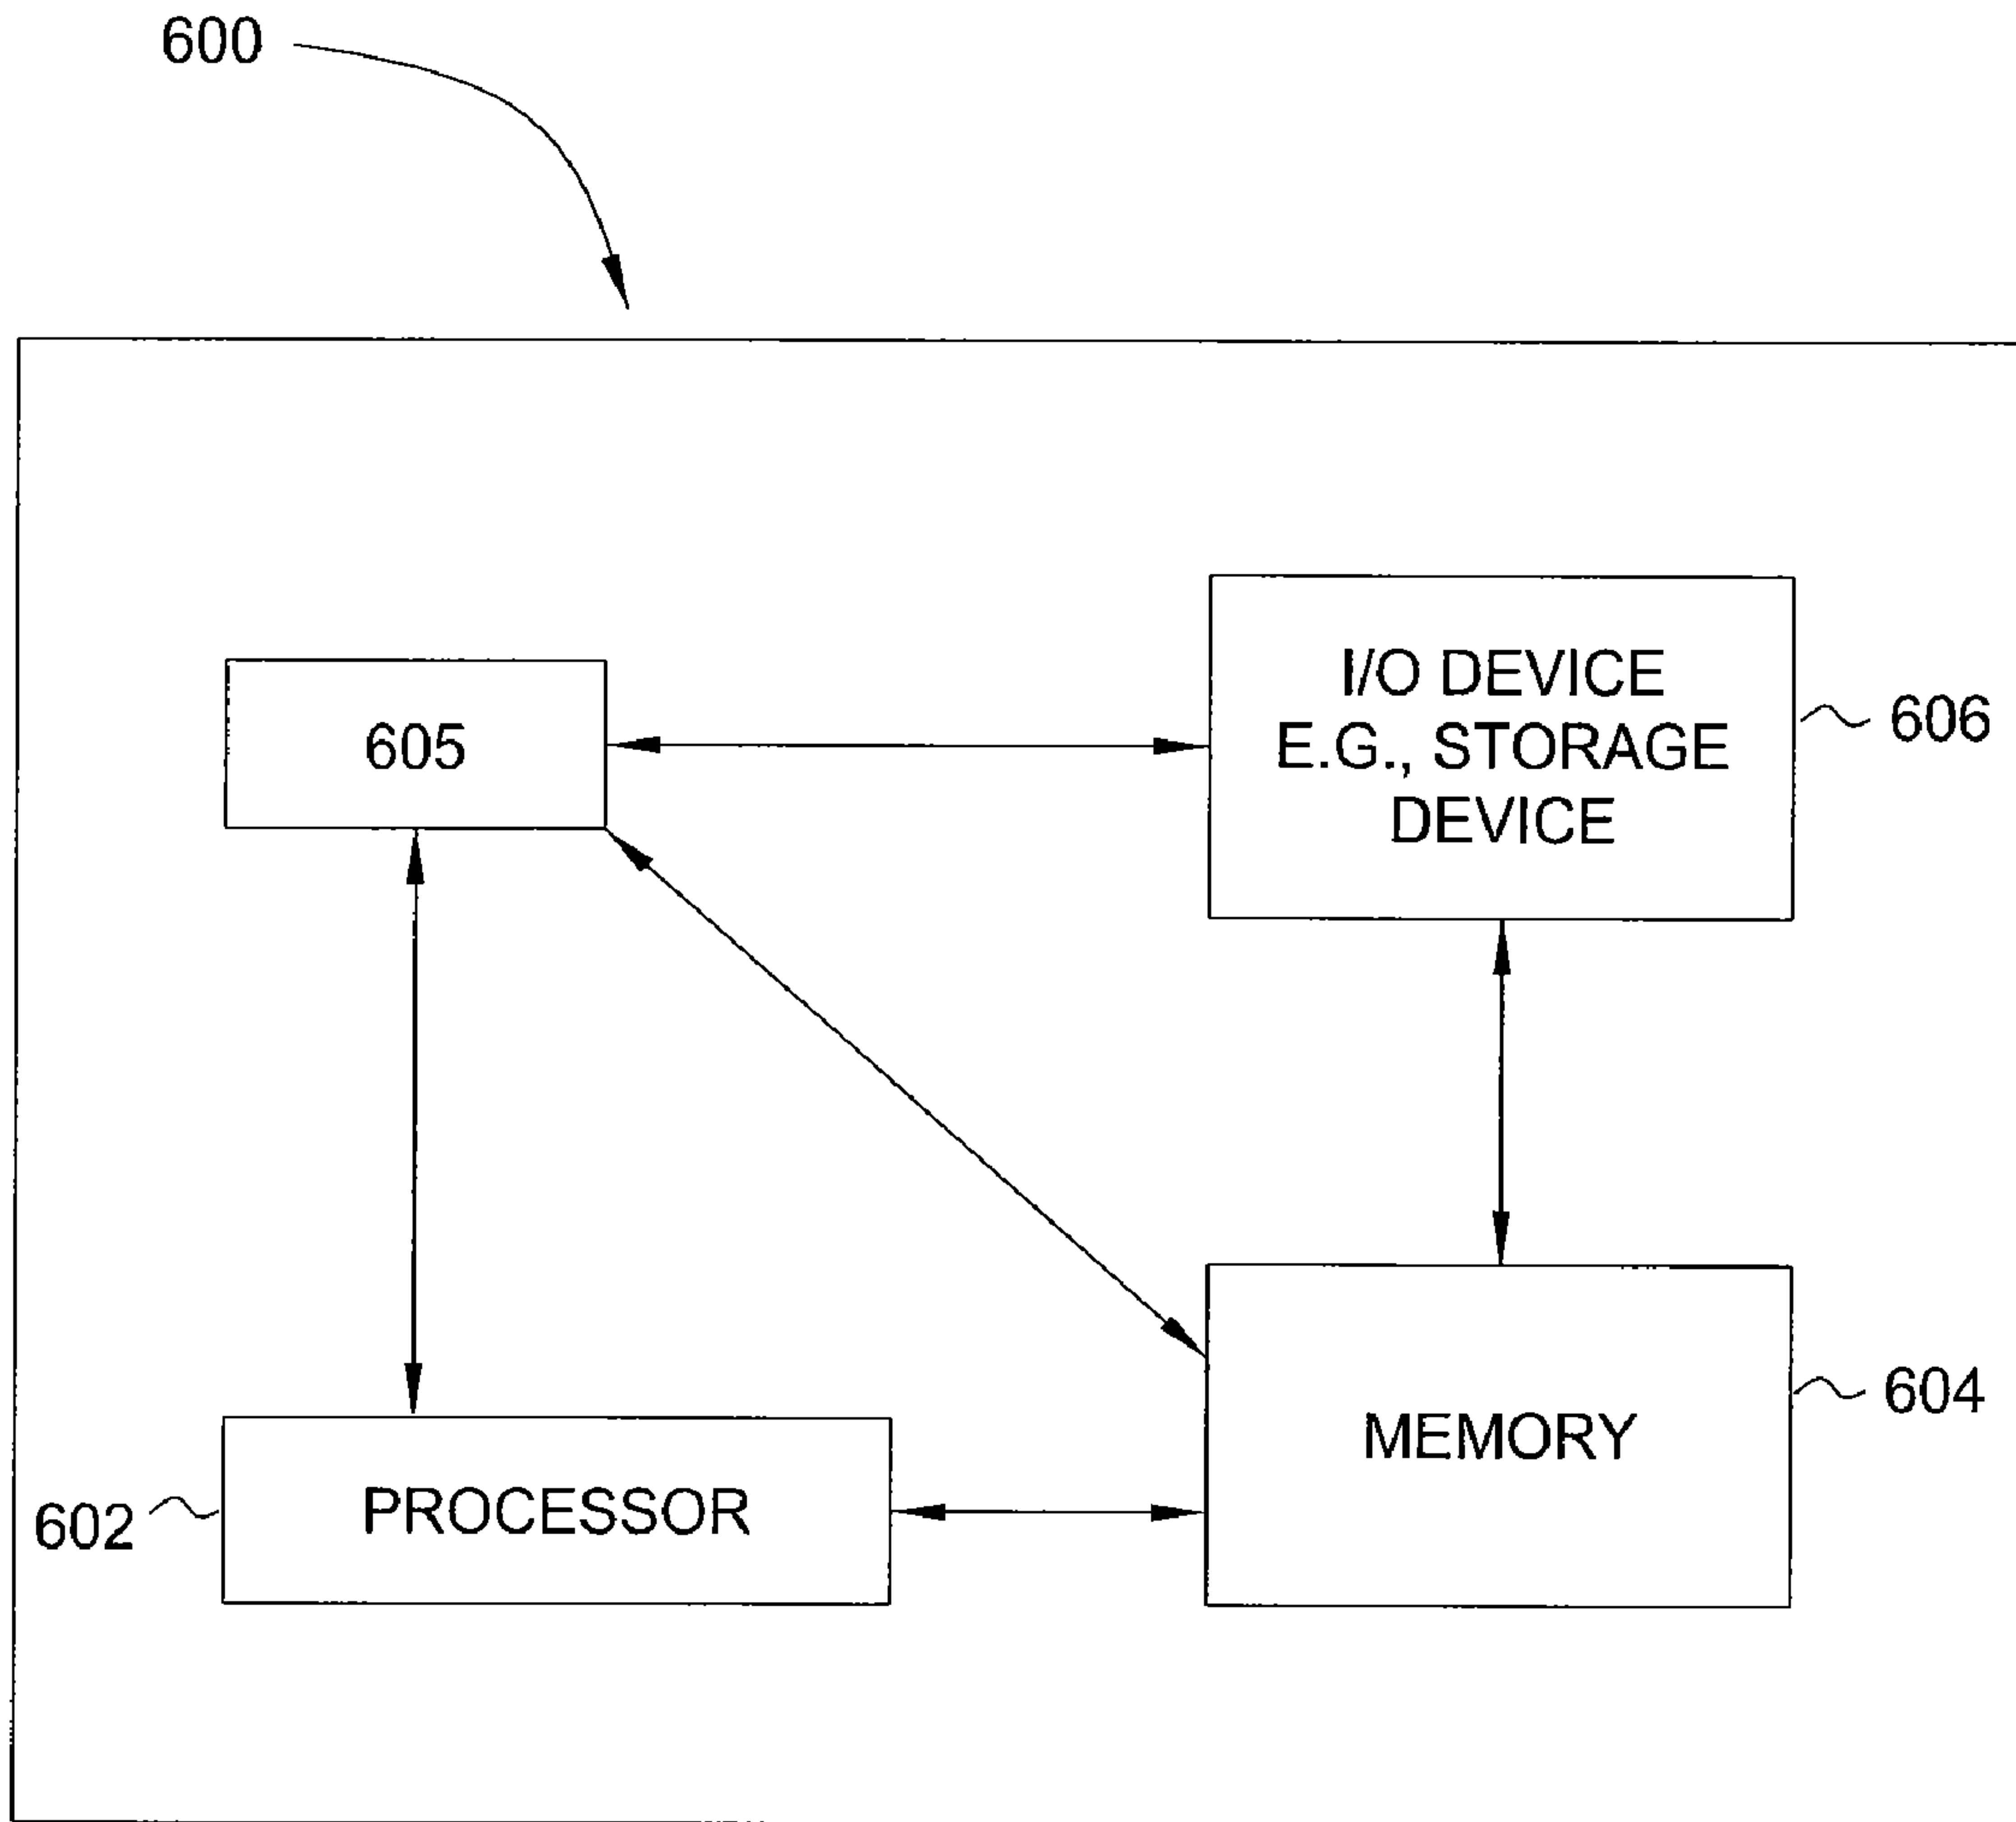 600
I/O DEVICE
E.G., STORAGE
DEVICE
606
605
604
MEMORY
602
PROCESSOR